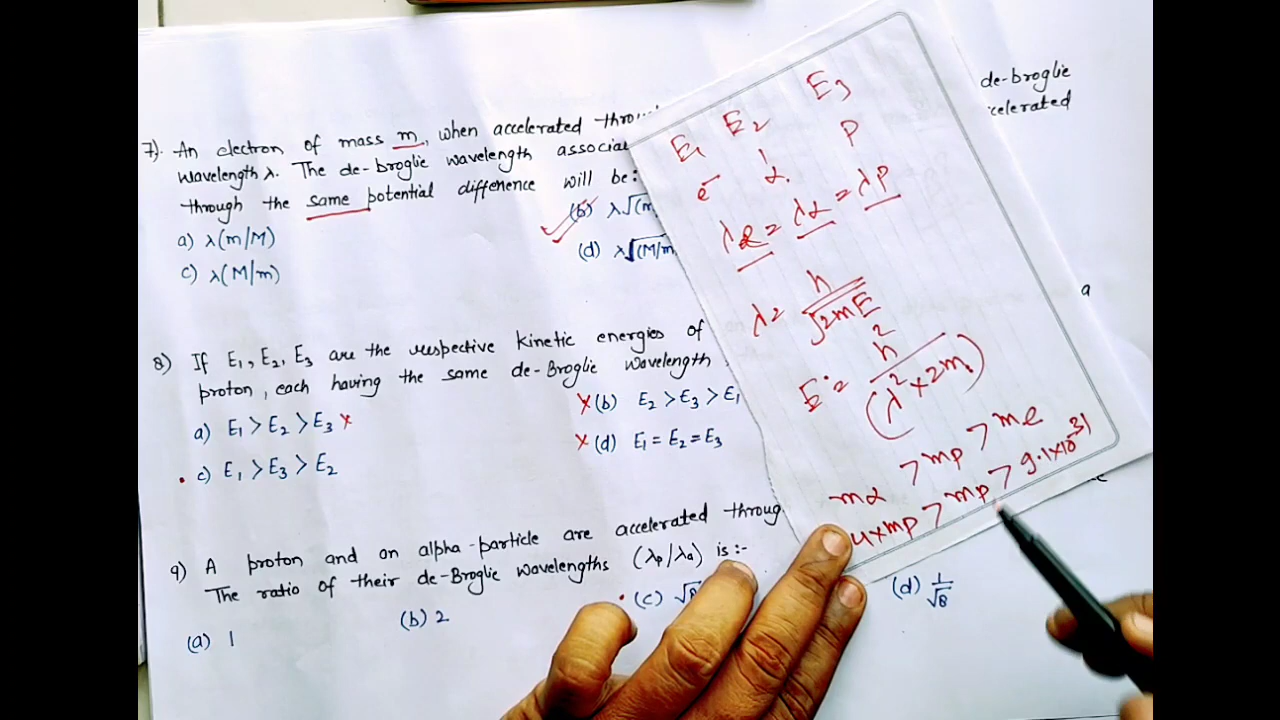 7). An electron of mass m, when accelerated throu
wavelength λ. The de-broglie wavelength associa
through the same potential difference will be:
a) λ(m/M)
(b) λ√(m
c) λ(M/m)
(d) λ√(M/m
de-broglie
celerated
a
8) If E1, E2, E3 are the respective kinetic energies of
proton, each having the same de-Broglie wavelength
a) E1 > E2 > E3 x
x (b) E2 > E3 > E1
• c) E1 > E3 > E2
x (d) E1 = E2 = E3
9) A proton and an alpha-particle are accelerated throug
The ratio of their de-Broglie wavelengths (λp/λa) is :-
(a) 1
(b) 2
• (c) √8
(d) 1/√8
E1 E2 E3
e⁻ α. P
= λα = λP
λ = h/√2mE
E = h²/(λ² × 2m)
mα > mp > me
4×mp > mp > 9.1×10⁻³¹